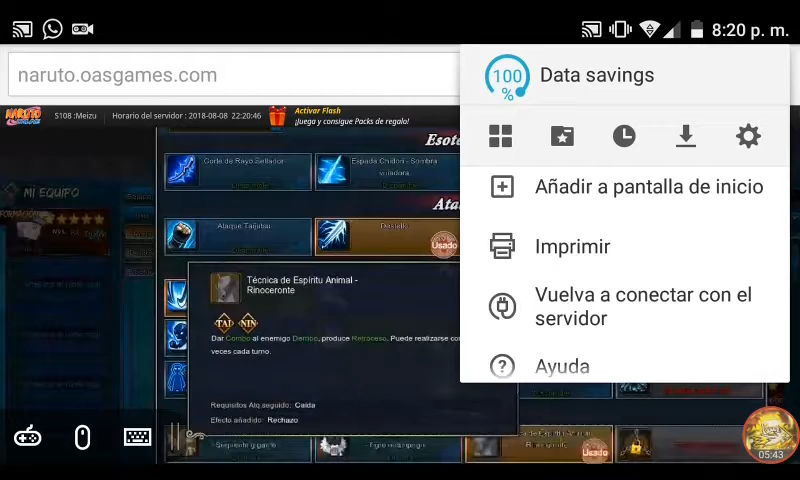 8:20 p. m.
naruto.oasgames.com
100 %
Data savings
Añadir a pantalla de inicio
Imprimir
Vuelva a conectar con el
servidor
Ayuda
NARUTO
S108 :Meizu
Horario del servidor : 2018-08-08 22:20:46
Activar Flash
¡Juega y consigue Packs de regalo!
MI EQUIPO
Esote
Corte de Rayo Sellador
Espada Chidori - Sombra
Ata
Ataque Taijutsu
Destello
Usado
Técnica de Espíritu Animal -
Rinoceronte
TAI NIN
Dar Combo al enemigo Derribo, produce Retroceso. Puede realizarse
veces cada turno.
Requisitos Atq.seguido: Caída
Efecto añadido: Rechazo
Usado
05:43